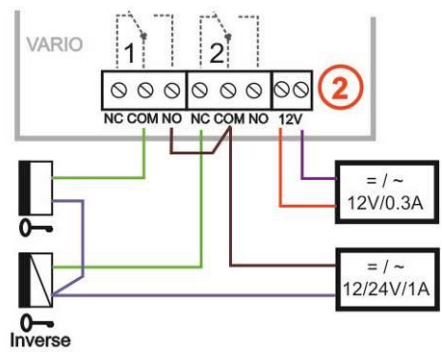 VARIO
1 2
2
NC COM NO NC COM NO 12V
= / ~
12V/0.3A
= / ~
12/24V/1A
Inverse